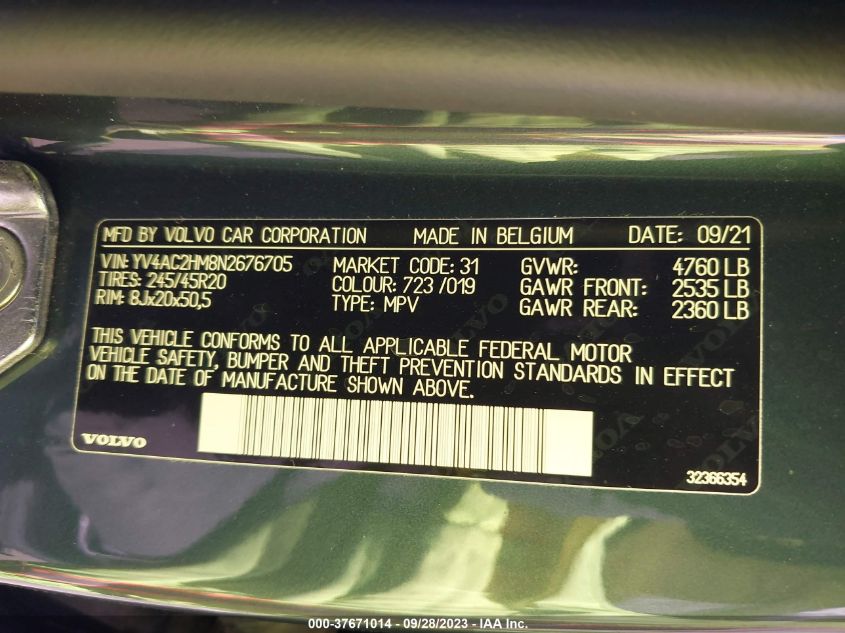 MFD BY VOLVO CAR CORPORATION MADE IN BELGIUM DATE: 09/21
VIN: YV4AC2HM8N2676705 MARKET CODE: 31 GVWR: 4760 LB
TIRES: 245/45R20 COLOUR: 723 /019 GAWR FRONT: 2535 LB
RIM: 8Jx20x50,5 TYPE: MPV GAWR REAR: 2360 LB
THIS VEHICLE CONFORMS TO ALL APPLICABLE FEDERAL MOTOR
VEHICLE SAFETY, BUMPER AND THEFT PREVENTION STANDARDS IN EFFECT
ON THE DATE OF MANUFACTURE SHOWN ABOVE.
VOLVO
32366354
000-37671014 - 09/28/2023 - IAA Inc.